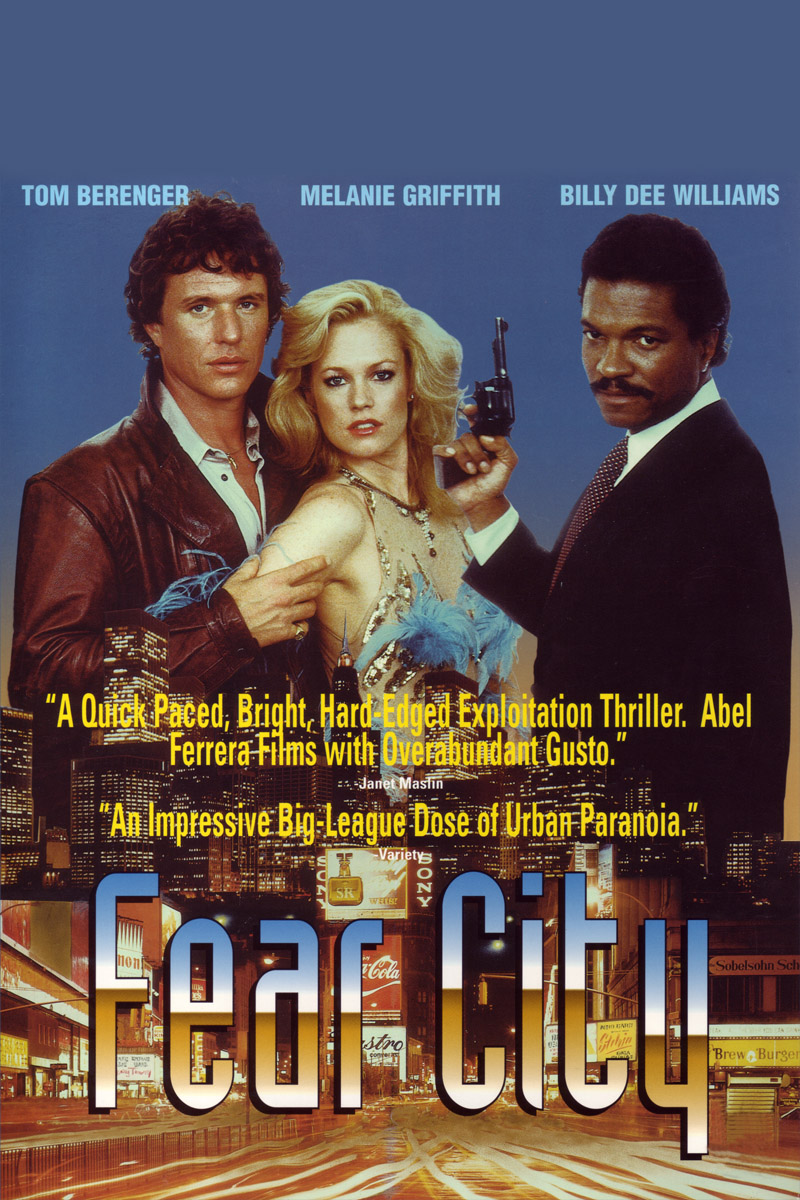 TOM BERENGER MELANIE GRIFFITH BILLY DEE WILLIAMS
“A Quick Paced, Bright, Hard-Edged Exploitation Thriller. Abel
Ferrera Films with Overabundant Gusto.”
-Janet Maslin
“An Impressive Big-League Dose of Urban Paranoia.”
-Variety
SONY
SK
Coca-Cola
Fear City
Sobelsohn Sch
Brew Burger